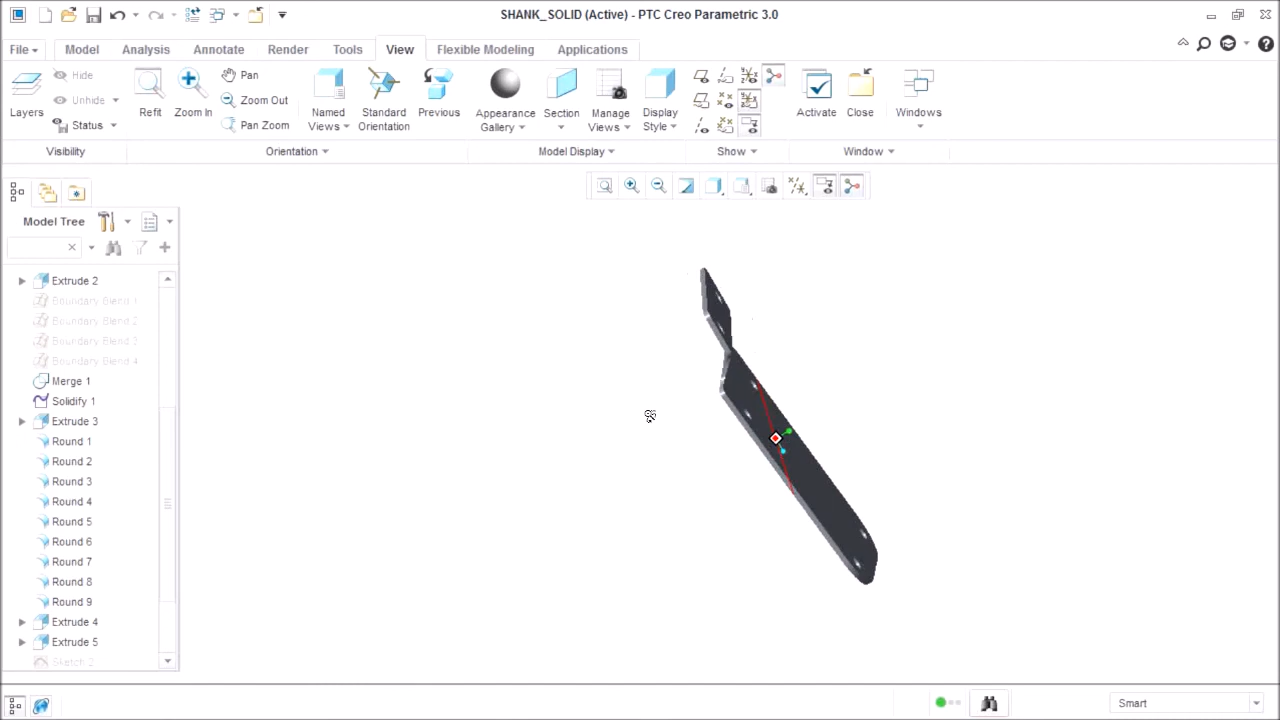 SHANK_SOLID (Active) - PTC Creo Parametric 3.0
File Model Analysis Annotate Render Tools View Flexible Modeling Applications
Layers
Hide
Unhide
Status
Refit
Zoom In
Pan
Zoom Out
Pan Zoom
Named Views
Standard Orientation
Previous
Appearance Gallery
Section
Manage Views
Display Style
Activate
Close
Windows
Visibility Orientation Model Display Show Window
Model Tree
Extrude 2
Boundary Blend 1
Boundary Blend 2
Boundary Blend 3
Boundary Blend 4
Merge 1
Solidify 1
Extrude 3
Round 1
Round 2
Round 3
Round 4
Round 5
Round 6
Round 7
Round 8
Round 9
Extrude 4
Extrude 5
Sketch 2
Smart